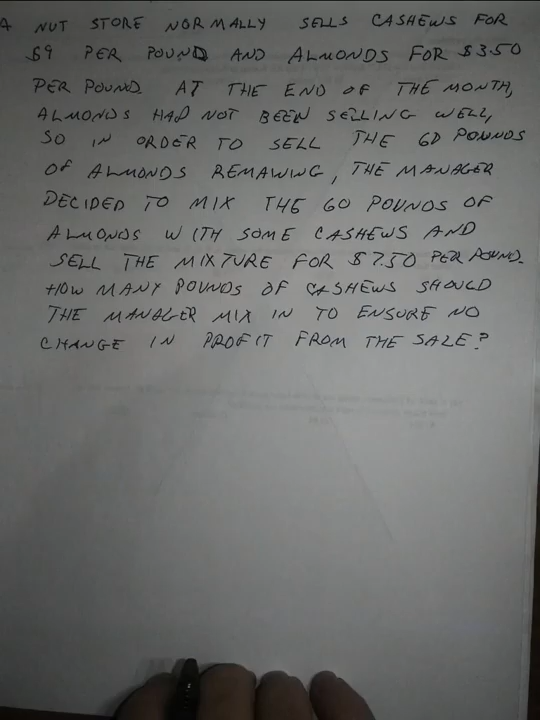 A NUT STORE NORMALLY SELLS CASHEWS FOR
$9 PER POUND AND ALMONDS FOR $3.50
PER POUND. AT THE END OF THE MONTH,
ALMONDS HAD NOT BEEN SELLING WELL,
SO IN ORDER TO SELL THE 60 POUNDS
OF ALMONDS REMAINING, THE MANAGER
DECIDED TO MIX THE 60 POUNDS OF
ALMONDS WITH SOME CASHEWS AND
SELL THE MIXTURE FOR $7.50 PER POUND.
HOW MANY POUNDS OF CASHEWS SHOULD
THE MANAGER MIX IN TO ENSURE NO
CHANGE IN PROFIT FROM THE SALE?